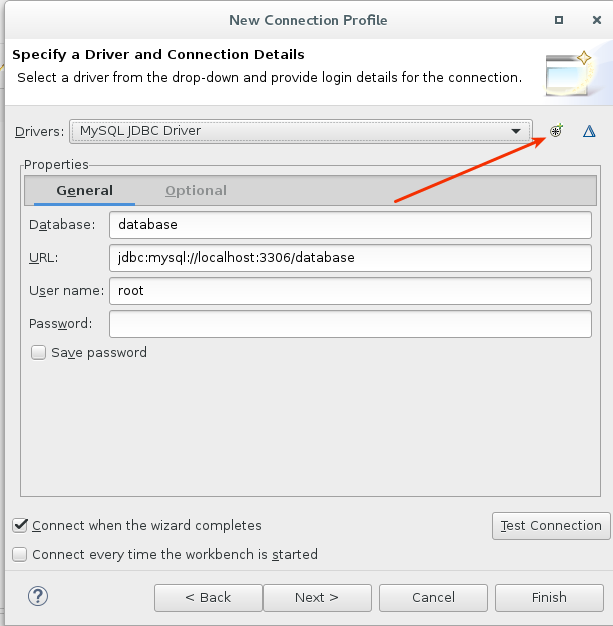 New Connection Profile
Specify a Driver and Connection Details
Select a driver from the drop-down and provide login details for the connection.
Drivers: MySQL JDBC Driver
Properties
General Optional
Database: database
URL: jdbc:mysql://localhost:3306/database
User name: root
Password:
Save password
Connect when the wizard completes
Test Connection
Connect every time the workbench is started
? < Back Next > Cancel Finish